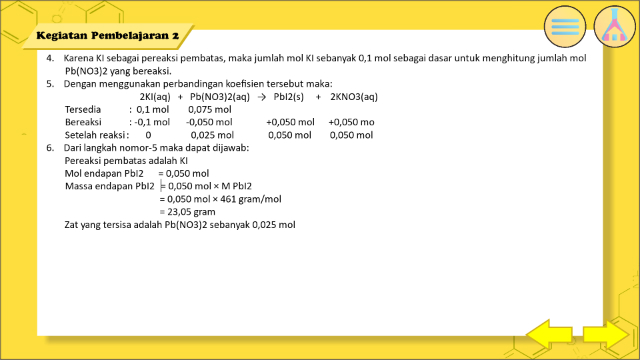 Kegiatan Pembelajaran 2
4. Karena KI sebagai pereaksi pembatas, maka jumlah mol KI sebanyak 0,1 mol sebagai dasar untuk menghitung jumlah mol
Pb(NO3)2 yang bereaksi.
5. Dengan menggunakan perbandingan koefisien tersebut maka:
2KI(aq) + Pb(NO3)2(aq) → PbI2(s) + 2KNO3(aq)
Tersedia : 0,1 mol 0,075 mol
Bereaksi : -0,1 mol -0,050 mol +0,050 mol +0,050 mo
Setelah reaksi : 0 0,025 mol 0,050 mol 0,050 mol
6. Dari langkah nomor-5 maka dapat dijawab:
Pereaksi pembatas adalah KI
Mol endapan PbI2 = 0,050 mol
Massa endapan PbI2 = 0,050 mol × M PbI2
= 0,050 mol × 461 gram/mol
= 23,05 gram
Zat yang tersisa adalah Pb(NO3)2 sebanyak 0,025 mol